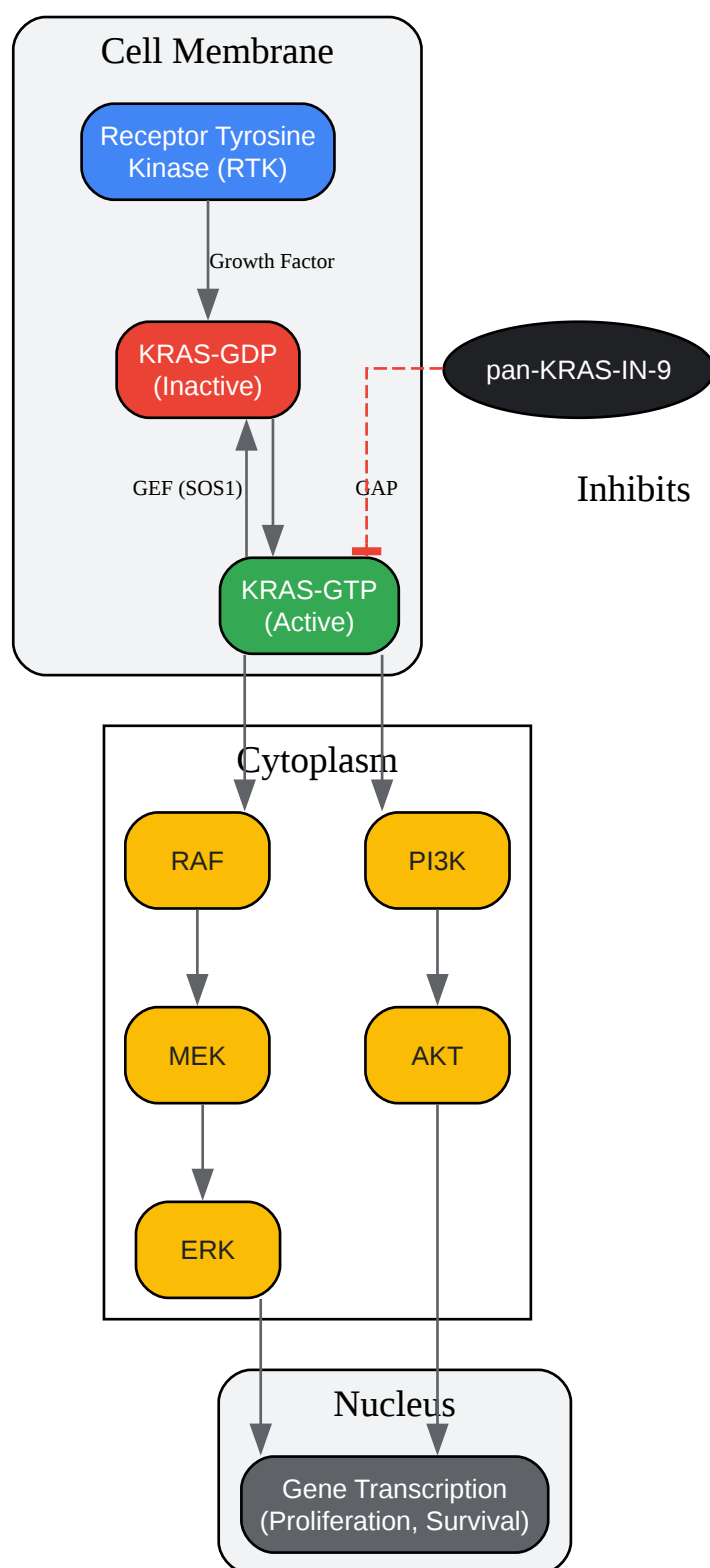 Cell Membrane
Receptor Tyrosine
Kinase (RTK)
Growth Factor
KRAS-GDP
(Inactive)
pan-KRAS-IN-9
GEF (SOS1)
GAP
Inhibits
KRAS-GTP
(Active)
Cytoplasm
RAF
PI3K
MEK
AKT
ERK
Nucleus
Gene Transcription
(Proliferation, Survival)